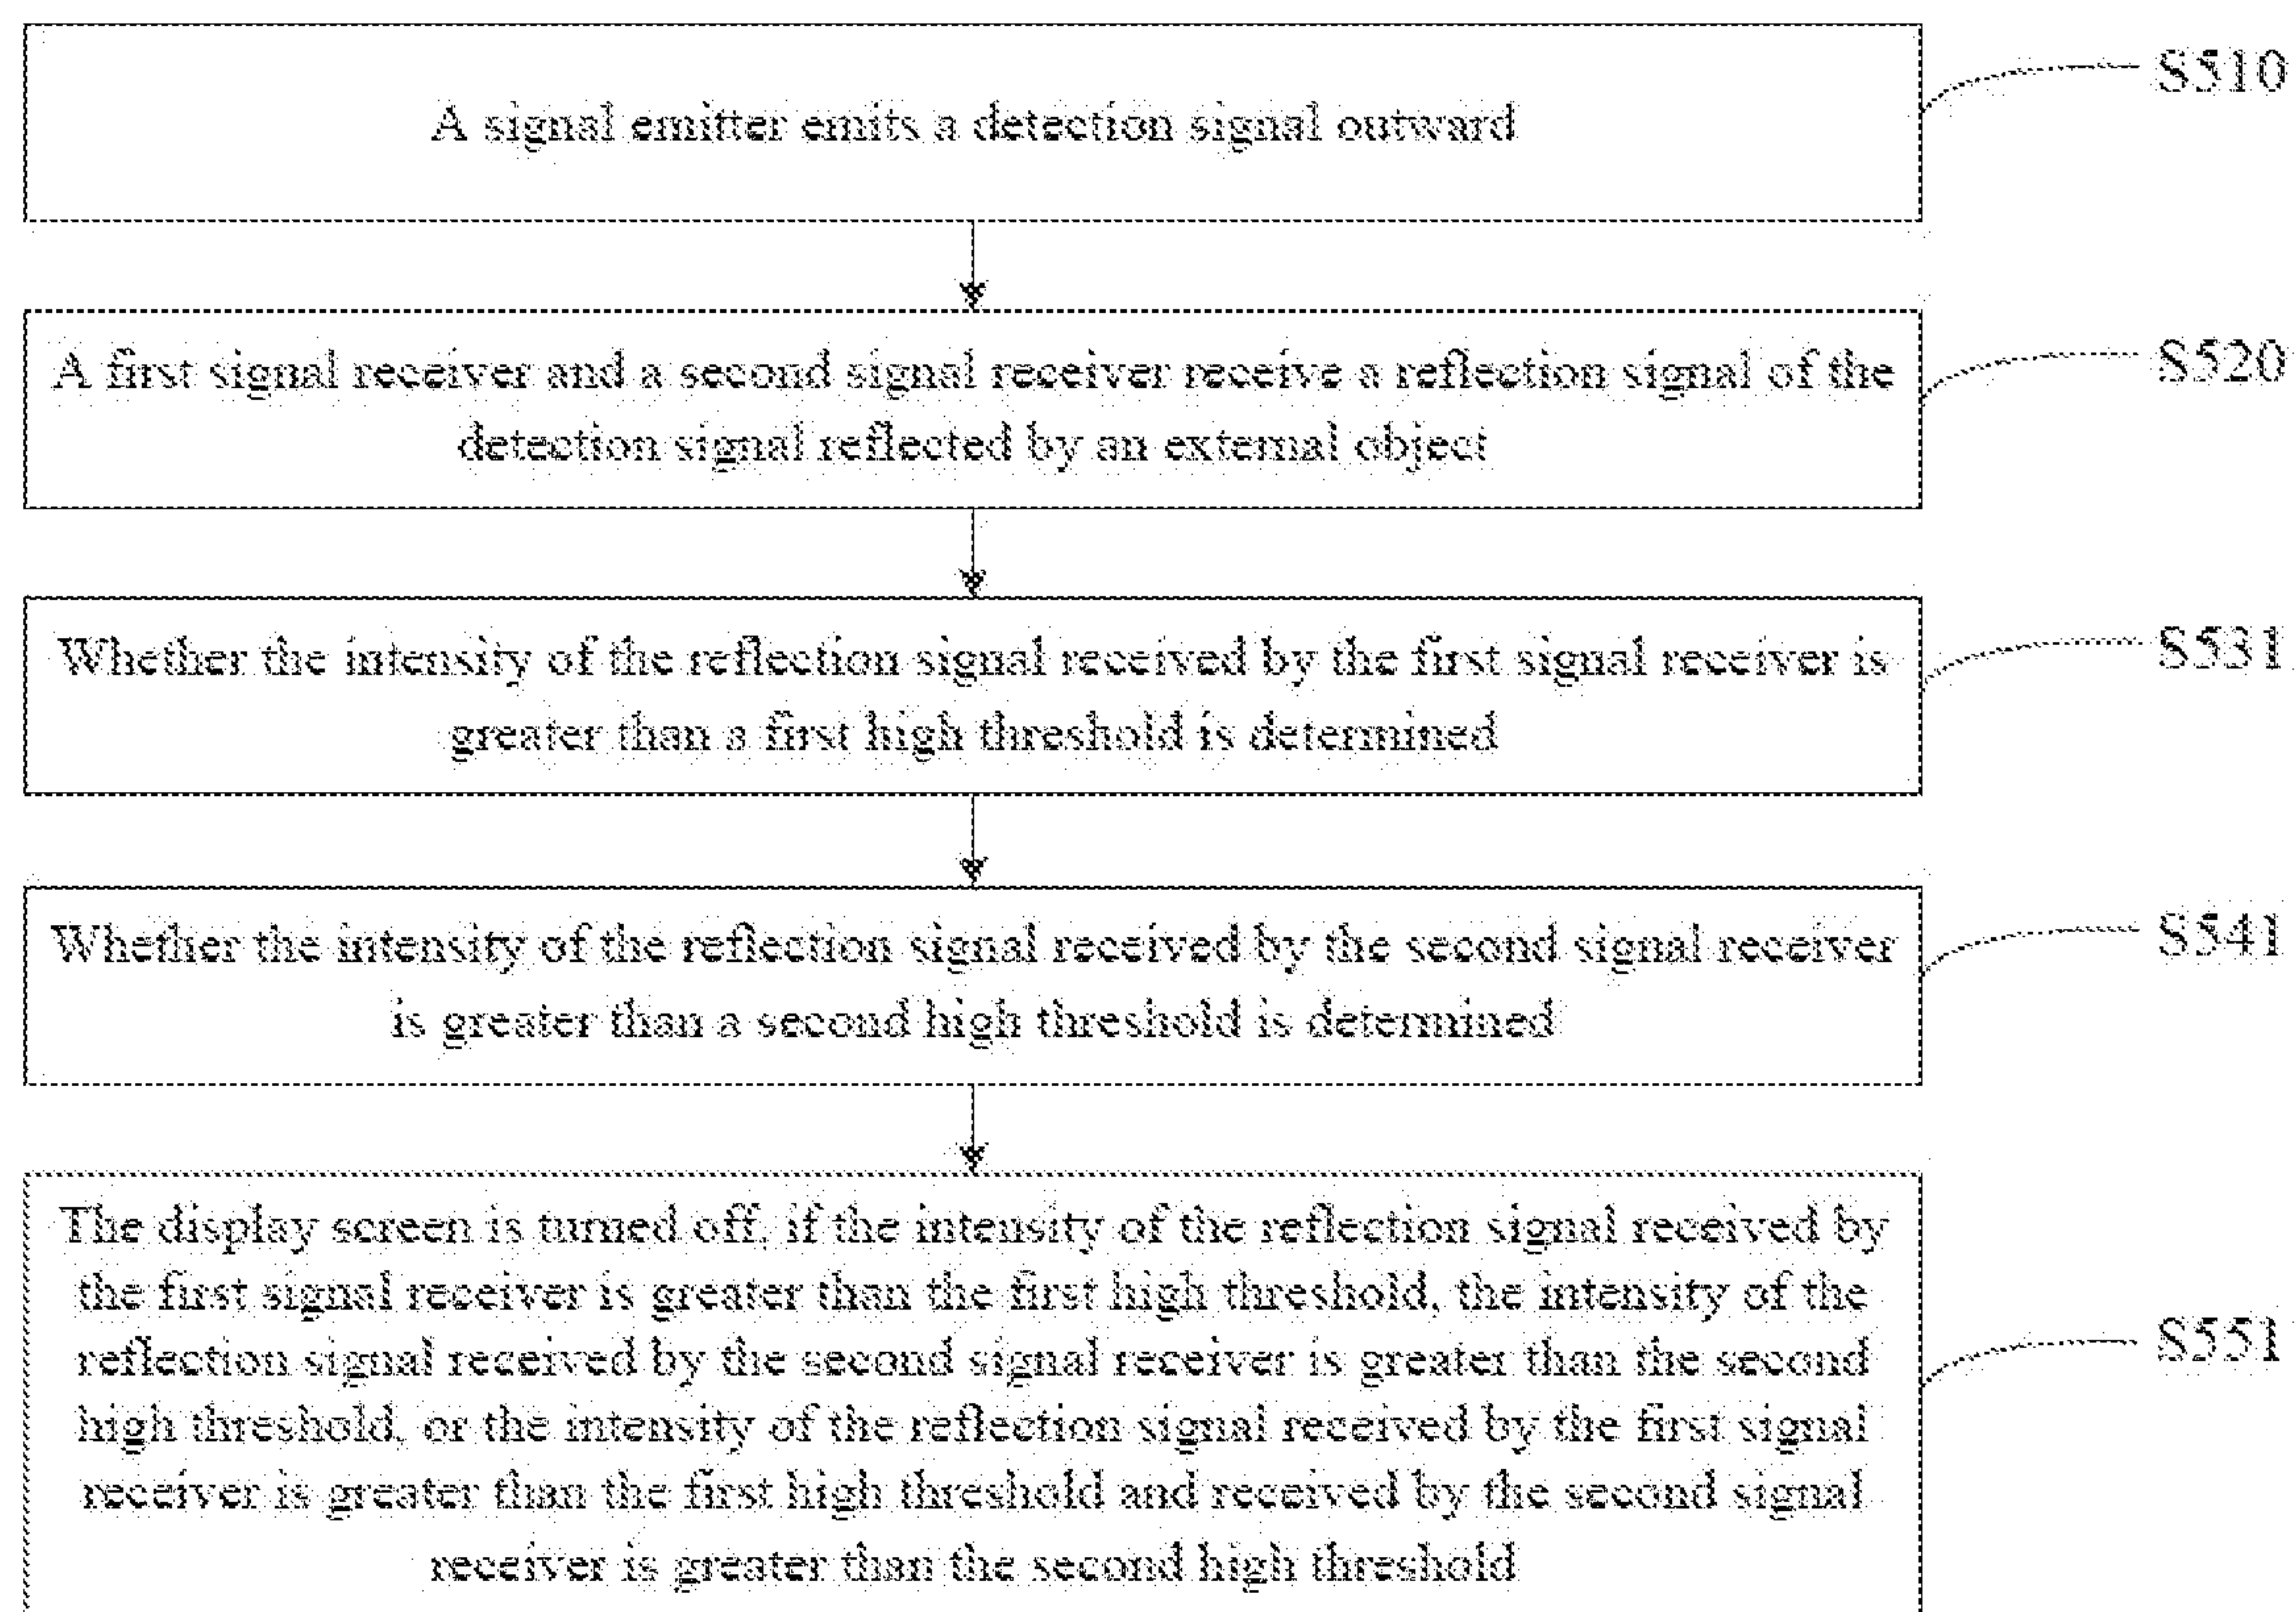 A signal emitter emits a detection signal outward
S510
A first signal receiver and a second signal receiver receive a reflection signal of the
detection signal reflected by an external object
S520
Whether the intensity of the reflection signal received by the first signal receiver is
greater than a first high threshold is determined
S531
Whether the intensity of the reflection signal received by the second signal receiver
is greater than a second high threshold is determined
S541
The display screen is turned off, if the intensity of the reflection signal received by
the first signal receiver is greater than the first high threshold, the intensity of the
reflection signal received by the second signal receiver is greater than the second
high threshold, or the intensity of the reflection signal received by the first signal
receiver is greater than the first high threshold and received by the second signal
receiver is greater than the second high threshold
S551